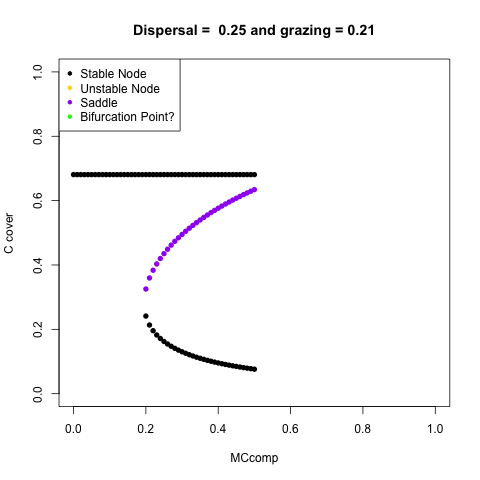 Dispersal =  0.25 and grazing = 0.21
Stable Node
Unstable Node
Saddle
Bifurcation Point?
C cover
1.0
0.8
0.6
0.4
0.2
0.0
0.0 0.2 0.4 0.6 0.8 1.0
MCcomp